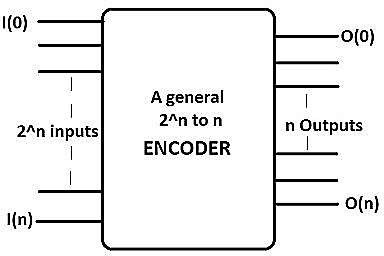 I(0)
O(0)
A general
2^n to n
ENCODER
2^n inputs
n Outputs
I(n)
O(n)